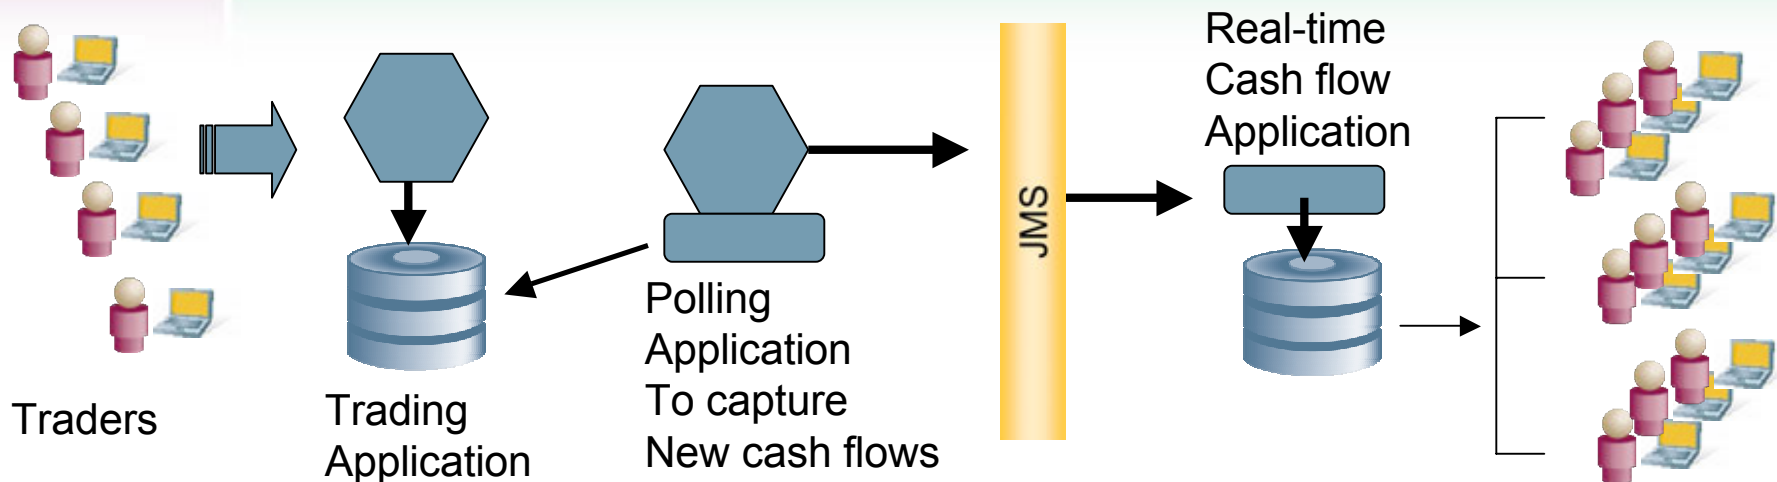 Traders
Trading
Application
Polling
Application
To capture
New cash flows
JMS
Real-time
Cash flow
Application